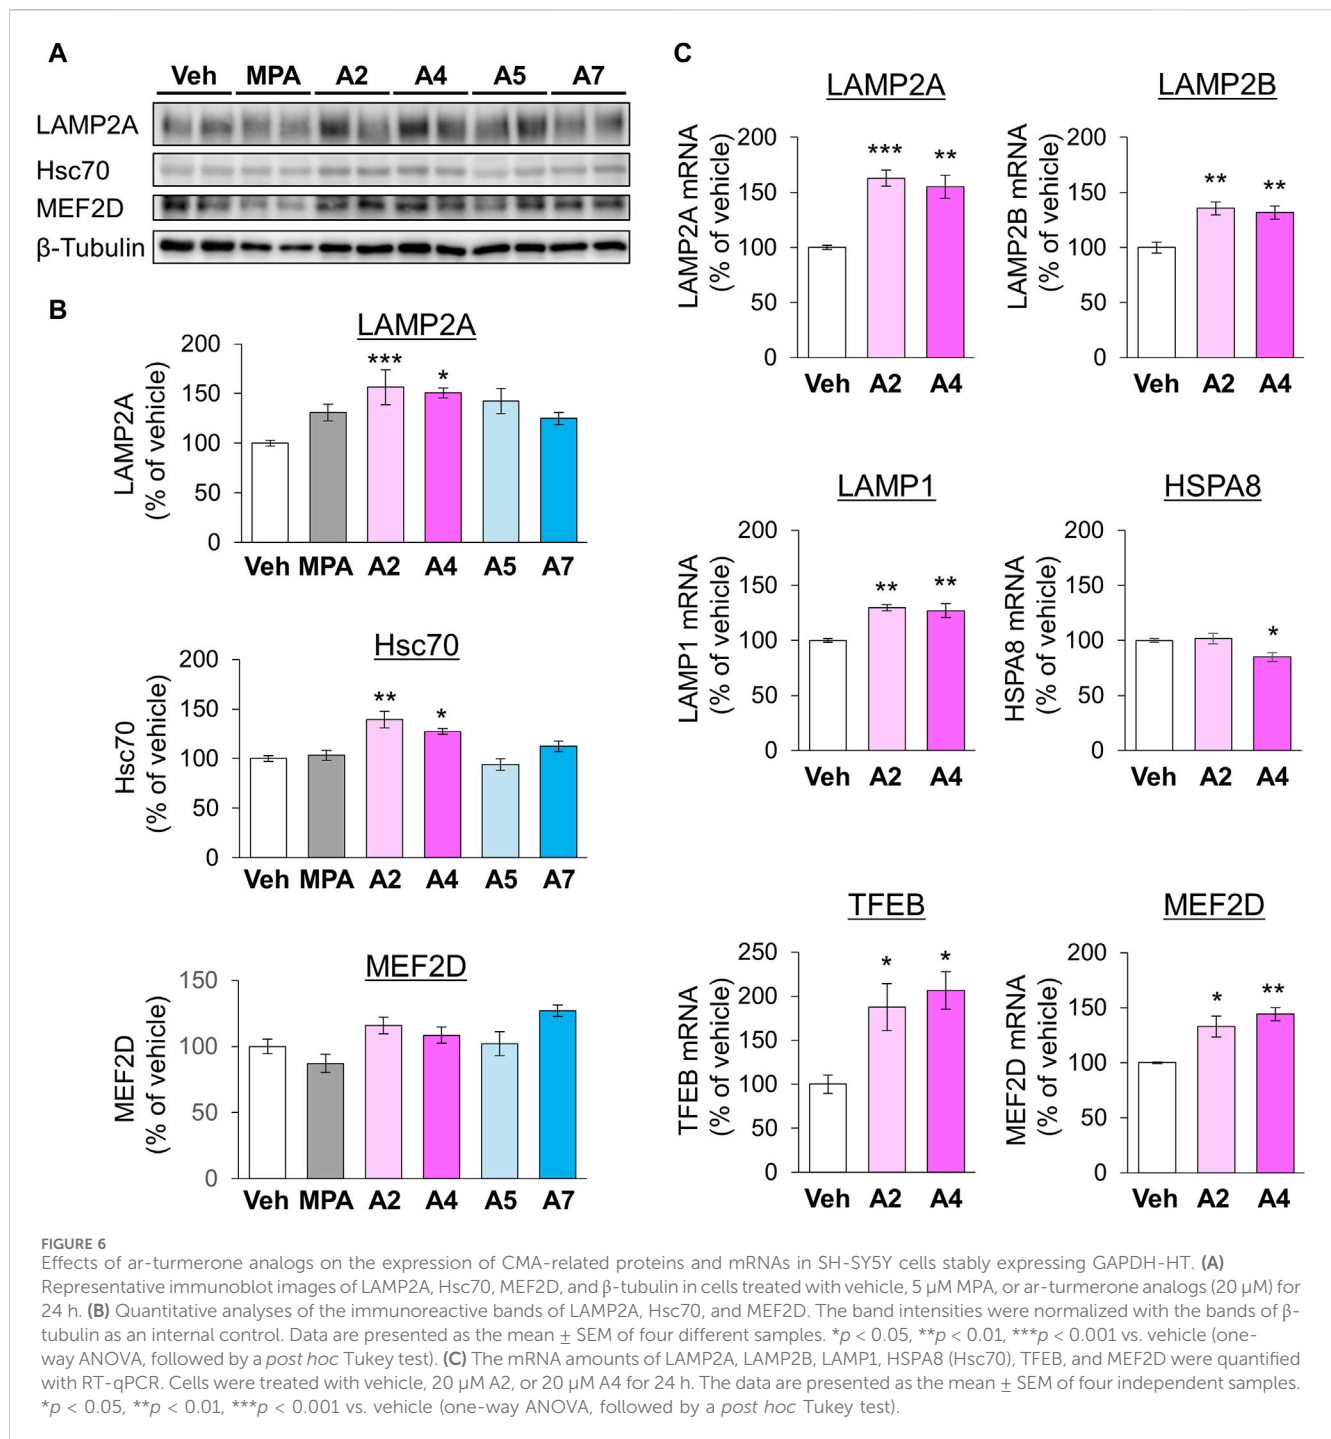 A
Veh MPA A2 A4 A5 A7
LAMP2A
Hsc70
MEF2D
β-Tubulin
B
LAMP2A
LAMP2A
(% of vehicle)
200
150
100
50
0
*** *
Veh MPA A2 A4 A5 A7
Hsc70
Hsc70
(% of vehicle)
200
150
100
50
0
** *
Veh MPA A2 A4 A5 A7
MEF2D
MEF2D
(% of vehicle)
150
100
50
0
Veh MPA A2 A4 A5 A7
C
LAMP2A
LAMP2A mRNA
(% of vehicle)
200
150
100
50
0
*** **
Veh A2 A4
LAMP2B
LAMP2B mRNA
(% of vehicle)
200
150
100
50
0
** **
Veh A2 A4
LAMP1
LAMP1 mRNA
(% of vehicle)
200
150
100
50
0
** **
Veh A2 A4
HSPA8
HSPA8 mRNA
(% of vehicle)
200
150
100
50
0
*
Veh A2 A4
TFEB
TFEB mRNA
(% of vehicle)
250
200
150
100
50
0
* *
Veh A2 A4
MEF2D
MEF2D mRNA
(% of vehicle)
200
150
100
50
0
* **
Veh A2 A4
FIGURE 6
Effects of ar-turmerone analogs on the expression of CMA-related proteins and mRNAs in SH-SY5Y cells stably expressing GAPDH-HT. (A)
Representative immunoblot images of LAMP2A, Hsc70, MEF2D, and β-tubulin in cells treated with vehicle, 5 µM MPA, or ar-turmerone analogs (20 µM) for
24 h. (B) Quantitative analyses of the immunoreactive bands of LAMP2A, Hsc70, and MEF2D. The band intensities were normalized with the bands of β-
tubulin as an internal control. Data are presented as the mean ± SEM of four different samples. *p < 0.05, **p < 0.01, ***p < 0.001 vs. vehicle (one-
way ANOVA, followed by a post hoc Tukey test). (C) The mRNA amounts of LAMP2A, LAMP2B, LAMP1, HSPA8 (Hsc70), TFEB, and MEF2D were quantified
with RT-qPCR. Cells were treated with vehicle, 20 µM A2, or 20 µM A4 for 24 h. The data are presented as the mean ± SEM of four independent samples.
*p < 0.05, **p < 0.01, ***p < 0.001 vs. vehicle (one-way ANOVA, followed by a post hoc Tukey test).